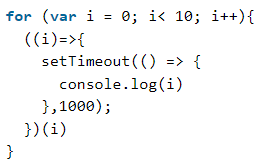 for (var i = 0; i< 10; i++){
  ((i)=>{
    setTimeout(() => {
      console.log(i)
    },1000);
  })(i)
}